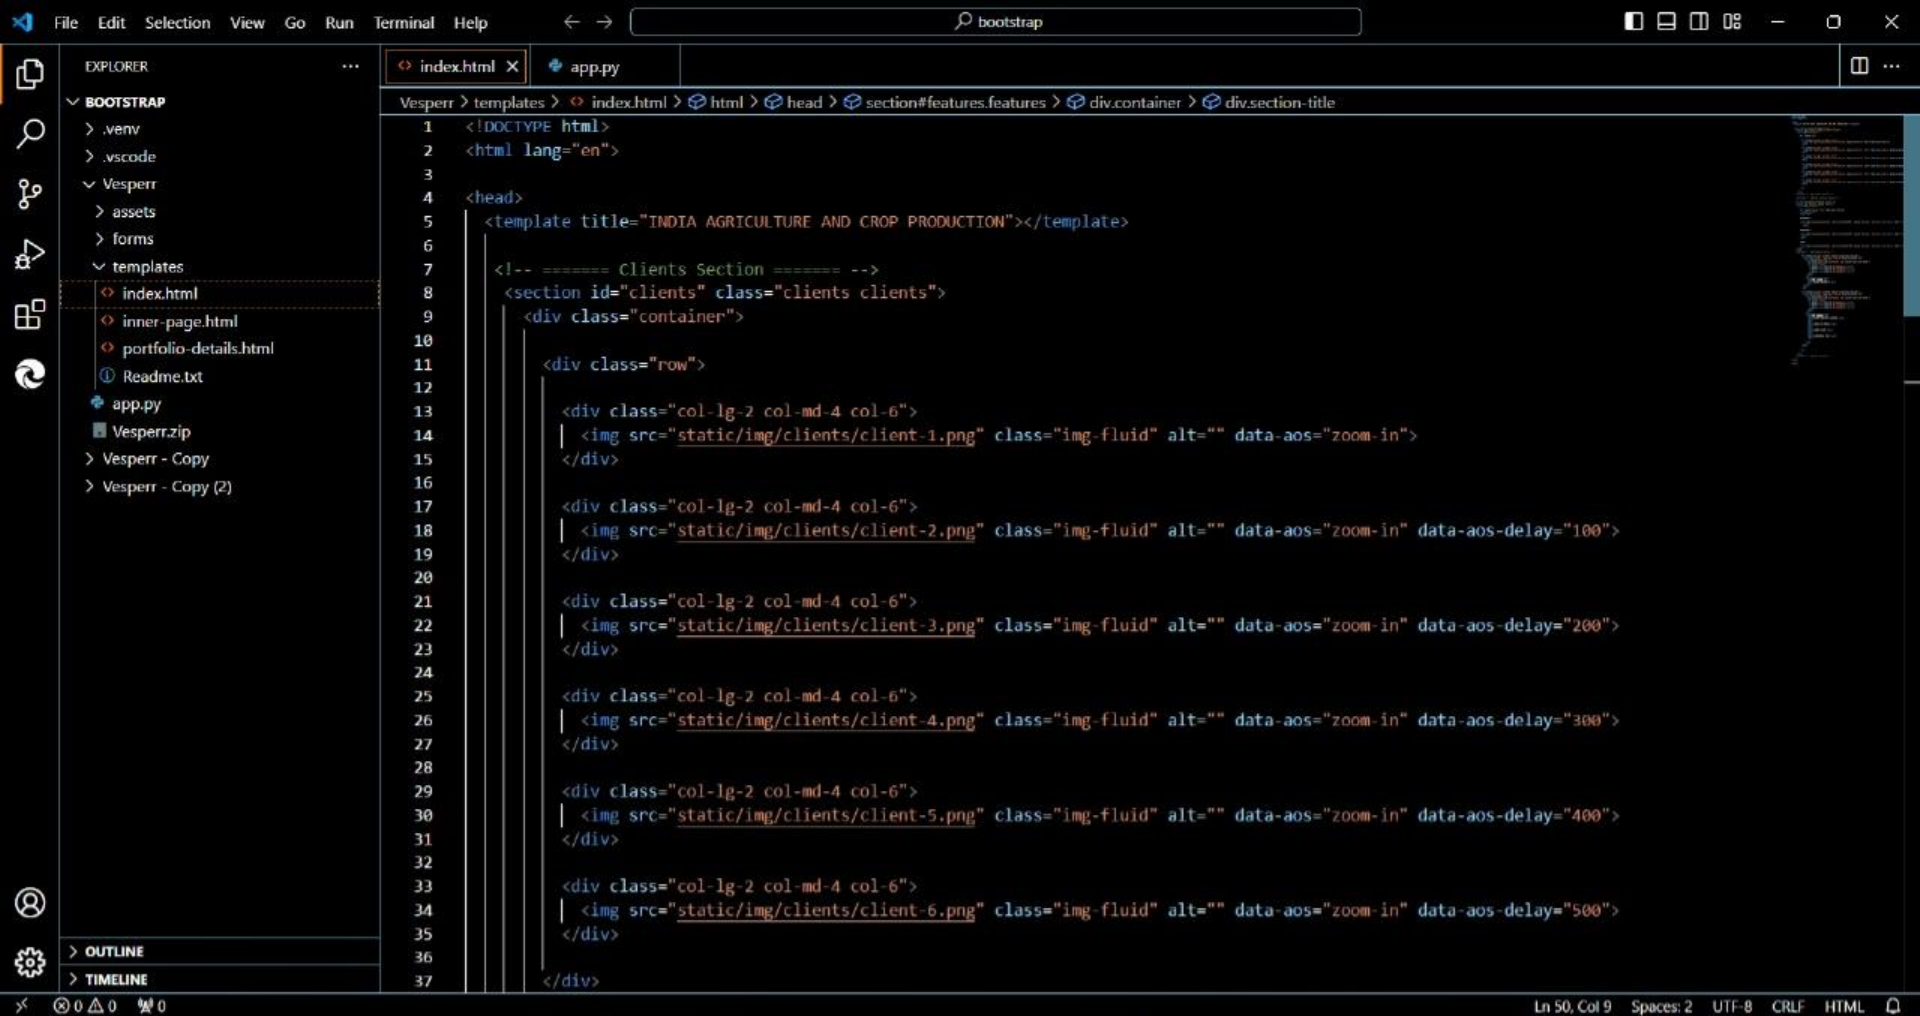 File Edit Selection View Go Run Terminal Help
bootstrap
EXPLORER
BOOTSTRAP
.venv
.vscode
Vesperr
assets
forms
templates
index.html
inner-page.html
portfolio-details.html
Readme.txt
app.py
Vesperr.zip
Vesperr - Copy
Vesperr - Copy (2)
OUTLINE
TIMELINE
index.html
app.py
Vesperr > templates > index.html > html > head > section#features.features > div.container > div.section-title
1 <!DOCTYPE html>
2 <html lang="en">
3
4 <head>
5 <template title="INDIA AGRICULTURE AND CROP PRODUCTION"></template>
6
7 <!-- ======= Clients Section ======= -->
8 <section id="clients" class="clients clients">
9 <div class="container">
10
11 <div class="row">
12
13 <div class="col-lg-2 col-md-4 col-6">
14 <img src="static/img/clients/client-1.png" class="img-fluid" alt="" data-aos="zoom-in">
15 </div>
16
17 <div class="col-lg-2 col-md-4 col-6">
18 <img src="static/img/clients/client-2.png" class="img-fluid" alt="" data-aos="zoom-in" data-aos-delay="100">
19 </div>
20
21 <div class="col-lg-2 col-md-4 col-6">
22 <img src="static/img/clients/client-3.png" class="img-fluid" alt="" data-aos="zoom-in" data-aos-delay="200">
23 </div>
24
25 <div class="col-lg-2 col-md-4 col-6">
26 <img src="static/img/clients/client-4.png" class="img-fluid" alt="" data-aos="zoom-in" data-aos-delay="300">
27 </div>
28
29 <div class="col-lg-2 col-md-4 col-6">
30 <img src="static/img/clients/client-5.png" class="img-fluid" alt="" data-aos="zoom-in" data-aos-delay="400">
31 </div>
32
33 <div class="col-lg-2 col-md-4 col-6">
34 <img src="static/img/clients/client-6.png" class="img-fluid" alt="" data-aos="zoom-in" data-aos-delay="500">
35 </div>
36
37 </div>
0 0 0
Ln 50, Col 9 Spaces: 2 UTF-8 CRLF HTML